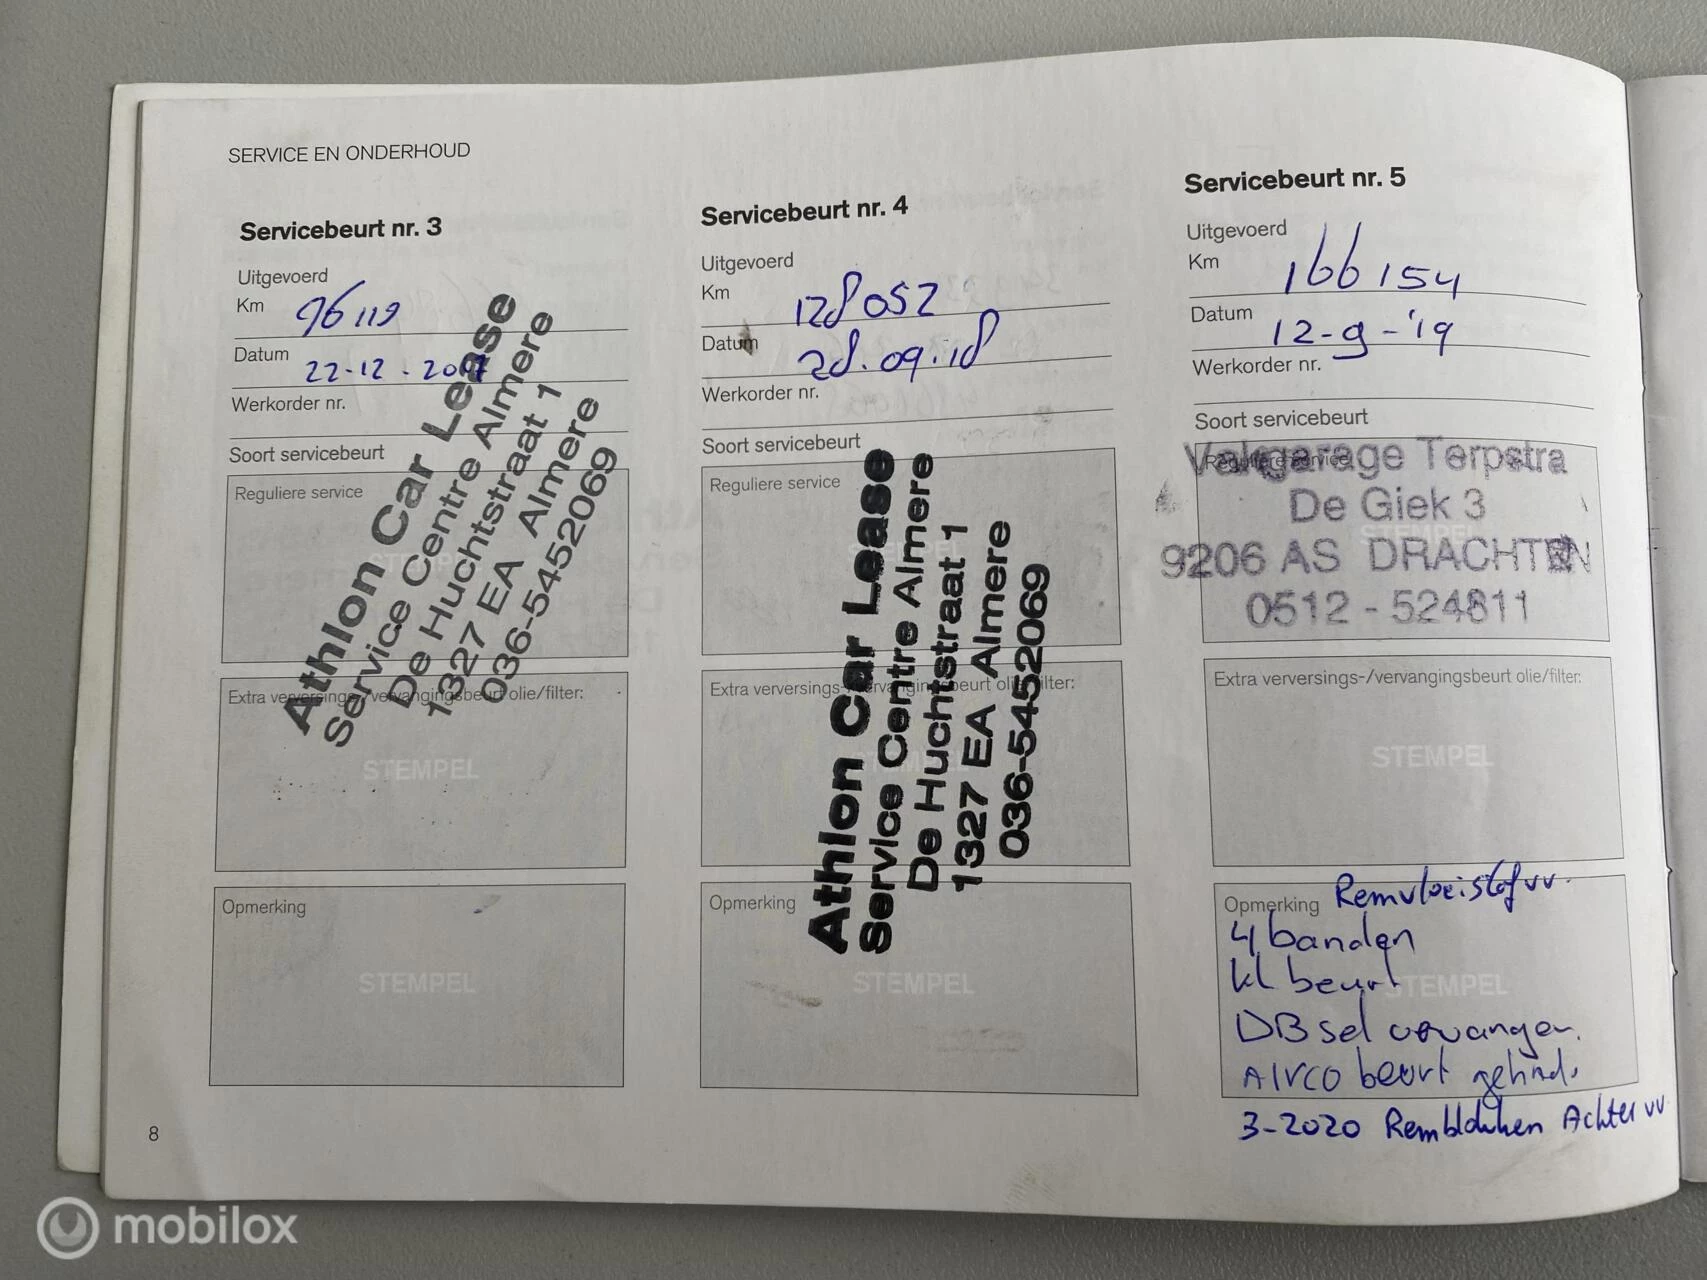 SERVICE EN ONDERHOUD
Servicebeurt nr. 3
Uitgevoerd
Km 96119
Datum 22-12-2017
Werkorder nr.
Soort servicebeurt
Reguliere service
Athlon Car Lease
Service Centre Almere
De Huchtstraat 1
1327 EA Almere
036-5452069
Extra verversings-/vervangingsbeurt olie/filter:
STEMPEL
Opmerking
STEMPEL
8
Servicebeurt nr. 4
Uitgevoerd
Km 128052
Datum 28.09.18
Werkorder nr.
Soort servicebeurt
Reguliere service
Athlon Car Lease
Service Centre Almere
De Huchtstraat 1
1327 EA Almere
036-5452069
Extra verversings-/vervangingsbeurt olie/filter:
Opmerking
STEMPEL
Servicebeurt nr. 5
Uitgevoerd
Km 166154
Datum 12-9-'19
Werkorder nr.
Soort servicebeurt
Reguliere service
Vakgarage Terpstra
De Giek 3
STEMPEL
9206 AS DRACHTEN
0512 - 524811
Extra verversings-/vervangingsbeurt olie/filter:
STEMPEL
Opmerking Remvloeistof vv.
4 banden
kl beurt
STEMPEL
DB sel vervangen.
AIRCO beurt gehad.
3-2020 Remblokken Achter vv
mobilox